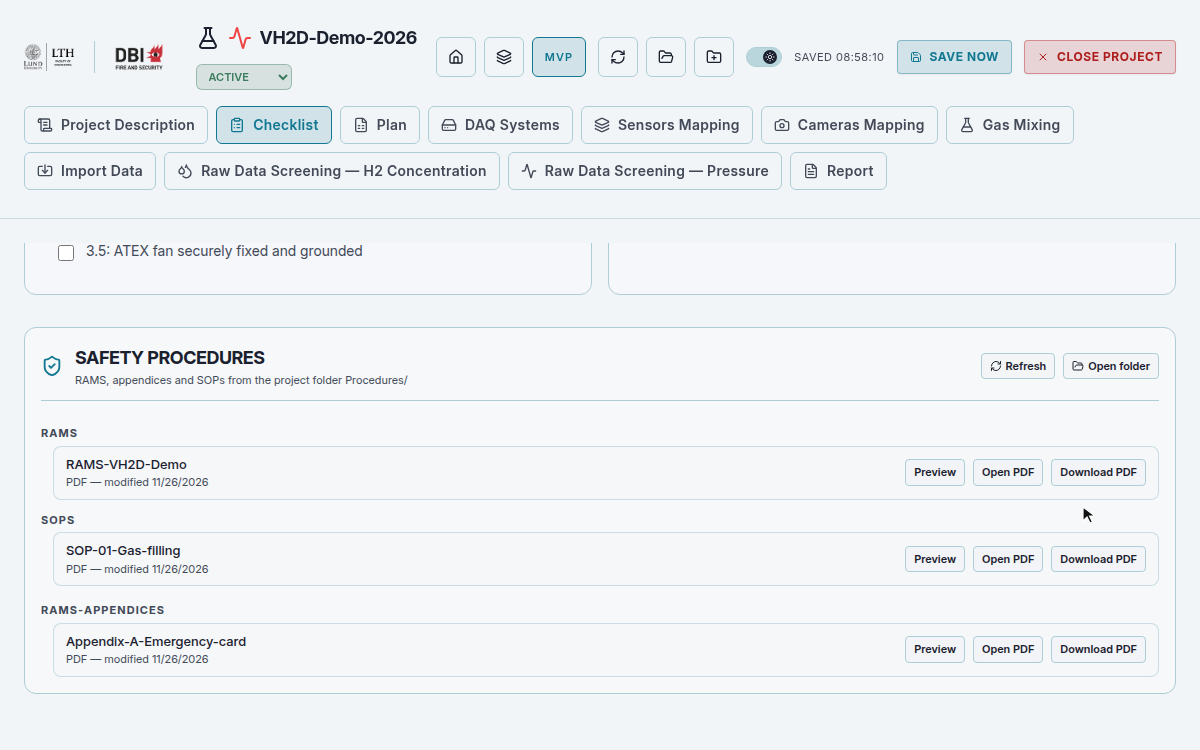 LUND
UNIVERSITY
LTH
FACULTY OF
ENGINEERING
DBI
FIRE AND SECURITY
VH2D-Demo-2026
ACTIVE
MVP
SAVED 08:58:10
SAVE NOW
CLOSE PROJECT
Project Description
Checklist
Plan
DAQ Systems
Sensors Mapping
Cameras Mapping
Gas Mixing
Import Data
Raw Data Screening — H2 Concentration
Raw Data Screening — Pressure
Report
3.5: ATEX fan securely fixed and grounded
SAFETY PROCEDURES
RAMS, appendices and SOPs from the project folder Procedures/
Refresh
Open folder
RAMS
RAMS-VH2D-Demo
PDF — modified 11/26/2026
Preview
Open PDF
Download PDF
SOPS
SOP-01-Gas-filling
PDF — modified 11/26/2026
Preview
Open PDF
Download PDF
RAMS-APPENDICES
Appendix-A-Emergency-card
PDF — modified 11/26/2026
Preview
Open PDF
Download PDF